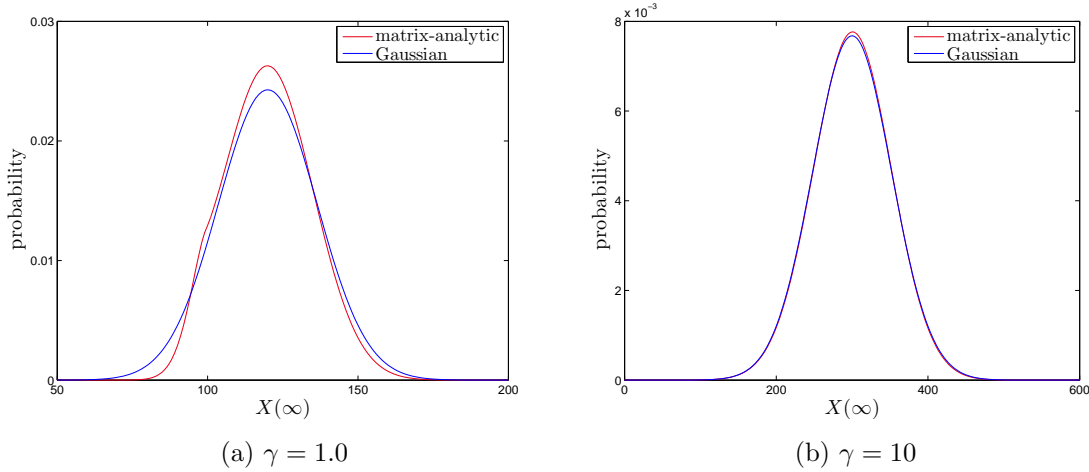 0.03
0.02
0.01
0
50
100
150
200
probability
X(∞)
matrix-analytic
Gaussian
(a) γ = 1.0
x 10⁻³
8
6
4
2
0
0
200
400
600
probability
X(∞)
matrix-analytic
Gaussian
(b) γ = 10